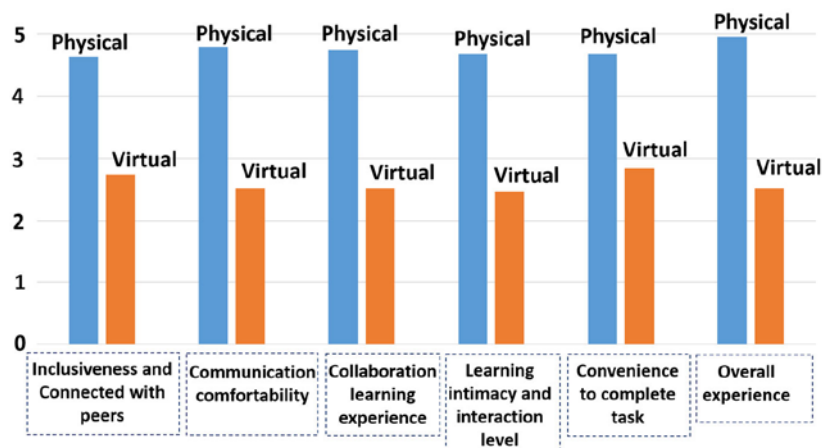 5
4
3
2
1
0
Physical
Virtual
Physical
Virtual
Physical
Virtual
Physical
Virtual
Physical
Virtual
Physical
Virtual
Inclusiveness and
Connected with
peers
Communication
comfortability
Collaboration
learning
experience
Learning
intimacy and
interaction
level
Convenience
to complete
task
Overall
experience